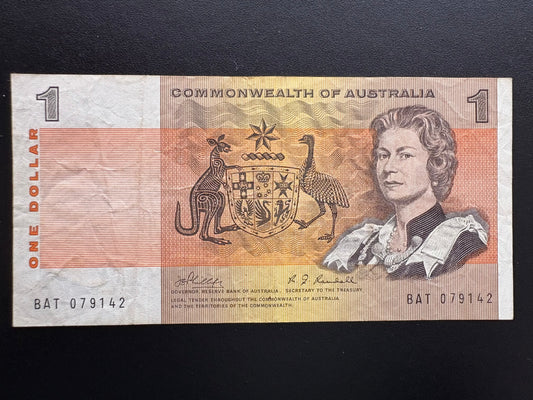 1
COMMONWEALTH OF AUSTRALIA
1
ONE DOLLAR
R. J. Randall
GOVERNOR, RESERVE BANK OF AUSTRALIA. SECRETARY TO THE TREASURY.
LEGAL TENDER THROUGHOUT THE COMMONWEALTH OF AUSTRALIA
AND THE TERRITORIES OF THE COMMONWEALTH.
BAT 079142
BAT 079142